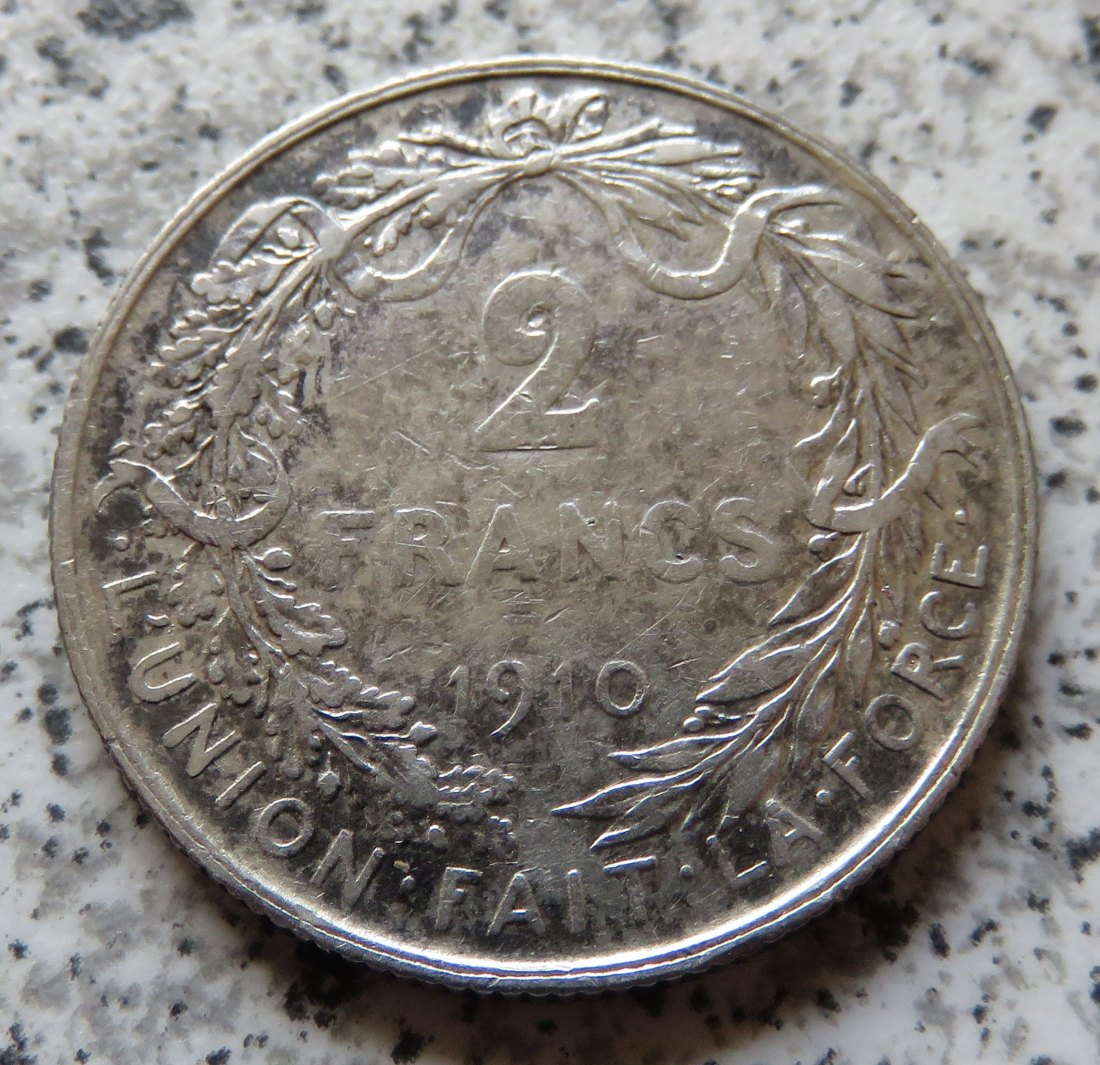 2
FRANCS
1910
·L'UNION·FAIT·LA·FORCE·